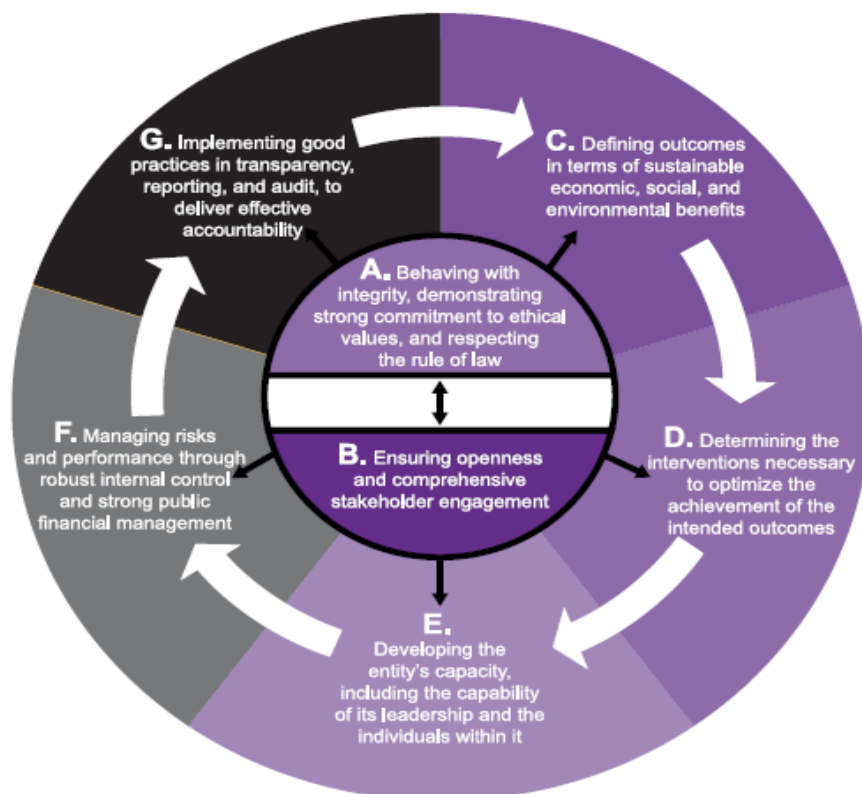 G. Implementing good
practices in transparency,
reporting, and audit, to
deliver effective
accountability
C. Defining outcomes
in terms of sustainable
economic, social, and
environmental benefits
A. Behaving with
integrity, demonstrating
strong commitment to ethical
values, and respecting
the rule of law
B. Ensuring openness
and comprehensive
stakeholder engagement
F. Managing risks
and performance through
robust internal control
and strong public
financial management
D. Determining the
interventions necessary
to optimize the
achievement of the
intended outcomes
E.
Developing the
entity's capacity,
including the capability
of its leadership and the
individuals within it